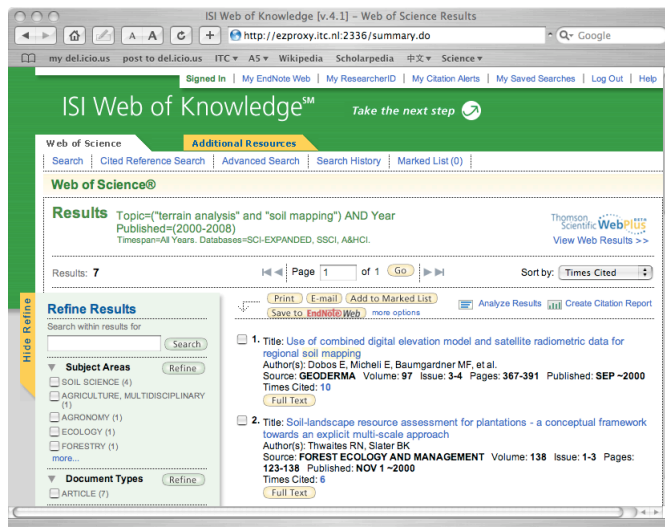 ISI Web of Knowledge [v.4.1] – Web of Science Results
A A
http://ezproxy.itc.nl:2336/summary.do
Google
my del.icio.us post to del.icio.us ITC A5 Wikipedia Scholarpedia 中文 Science
Signed In | My EndNote Web | My ResearcherID | My Citation Alerts | My Saved Searches | Log Out | Help
ISI Web of Knowledge℠ Take the next step
Web of Science Additional Resources
Search Cited Reference Search Advanced Search Search History Marked List (0)
Web of Science®
Results Topic=("terrain analysis" and "soil mapping") AND Year
Published=(2000-
2008)
Timespan=All Years. Databases=SCI-EXPANDED, SSCI, A&HCI.
Thomson
Scientific WebPlus BETA
View Web Results >>
Results: 7 Page 1 of 1 Go Sort by: Times Cited
Hide Refine
Refine Results
Search within results for
Search
Subject Areas Refine
SOIL SCIENCE (4)
AGRICULTURE, MULTIDISCIPLINARY
(1)
AGRONOMY (1)
ECOLOGY (1)
FORESTRY (1)
more...
Document Types Refine
ARTICLE (7)
Print E-mail Add to Marked List
Save to EndNote Web more options
Analyze Results Create Citation Report
1. Title: Use of combined digital elevation model and satellite radiometric data for
regional soil mapping
Author(s): Dobos E, Micheli E, Baumgardner MF, et al.
Source: GEODERMA Volume: 97 Issue: 3-4 Pages: 367-391 Published: SEP ~2000
Times Cited: 10
Full Text
2. Title: Soil-landscape resource assessment for plantations - a conceptual framework
towards an explicit multi-scale approach
Author(s): Thwaites RN, Slater BK
Source: FOREST ECOLOGY AND MANAGEMENT Volume: 138 Issue: 1-3 Pages:
123-138 Published: NOV 1 ~2000
Times Cited: 6
Full Text